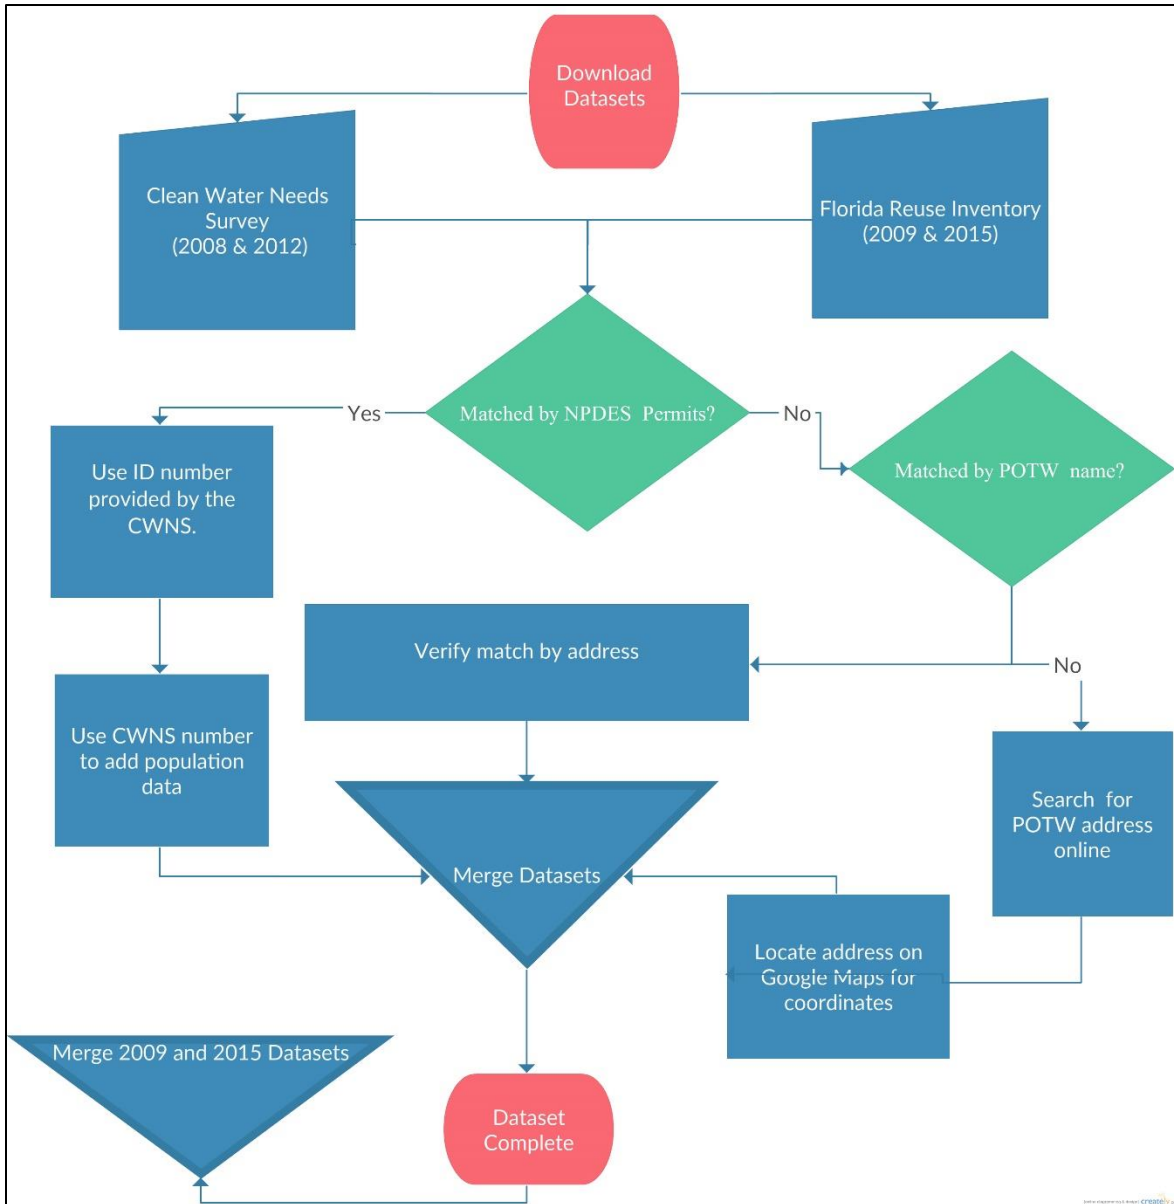 Download
Datasets
Clean Water Needs
Survey
(2008 & 2012)
Florida Reuse Inventory
(2009 & 2015)
Yes
Matched by NPDES Permits?
No
Matched by POTW name?
Use ID number
provided by the
CWNS.
Verify match by address
No
Use CWNS number
to add population
data
Search for
POTW address
online
Merge Datasets
Locate address on
Google Maps for
coordinates
Merge 2009 and 2015 Datasets
Dataset
Complete